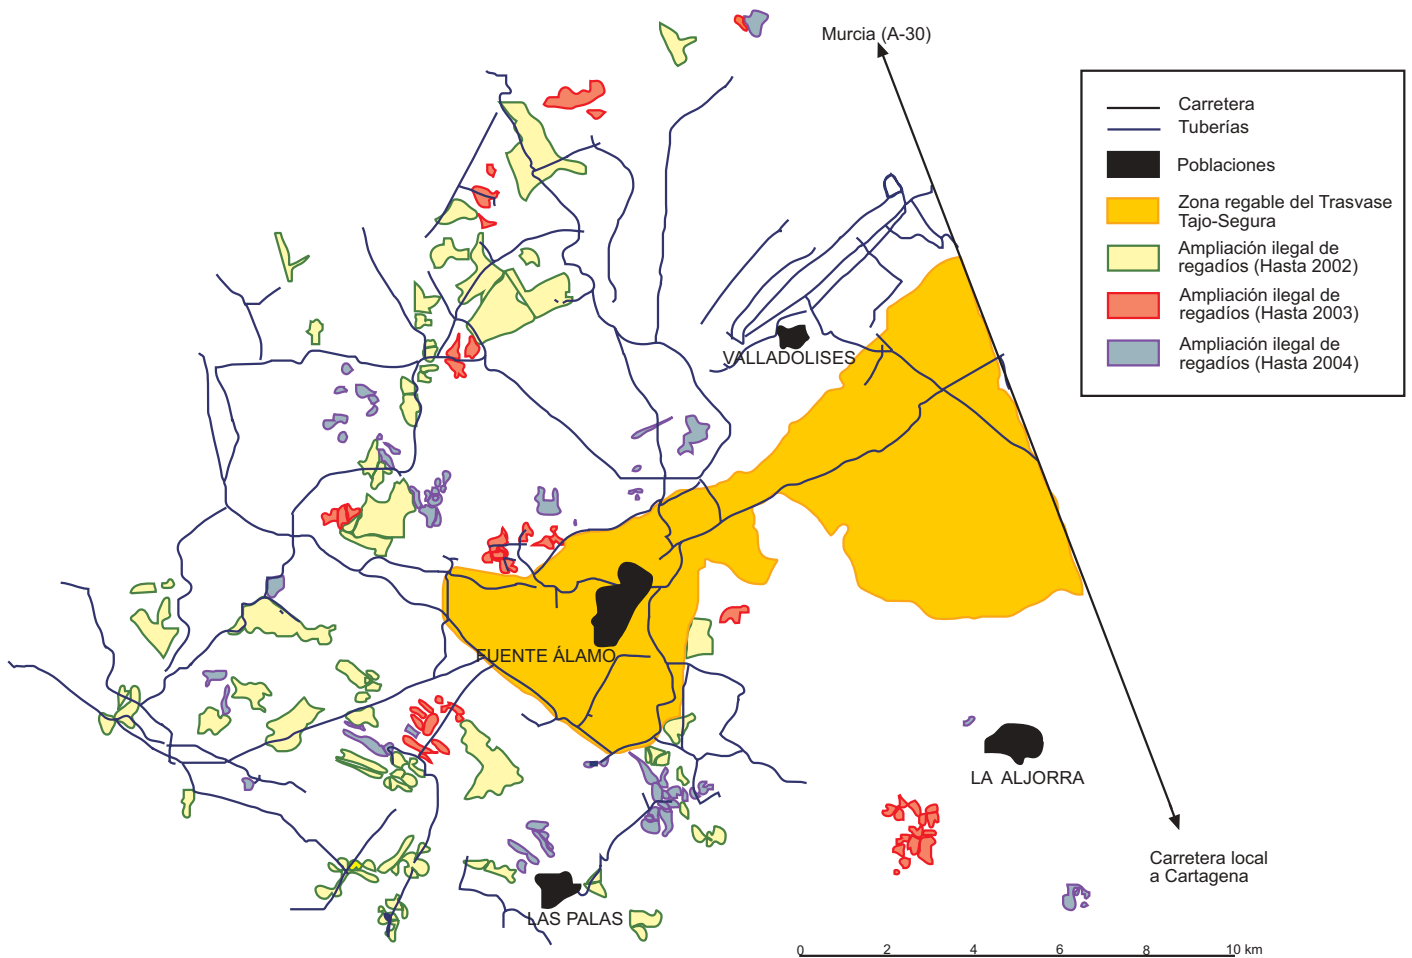 Murcia (A-30)
Carretera
Tuberías
Poblaciones
Zona regable del Trasvase
Tajo-Segura
Ampliación ilegal de
regadíos (Hasta 2002)
Ampliación ilegal de
regadíos (Hasta 2003)
Ampliación ilegal de
regadíos (Hasta 2004)
VALLADOLISES
FUENTE ÁLAMO
LA ALJORRA
Carretera local
a Cartagena
LAS PALAS
0 2 4 6 8 10 km